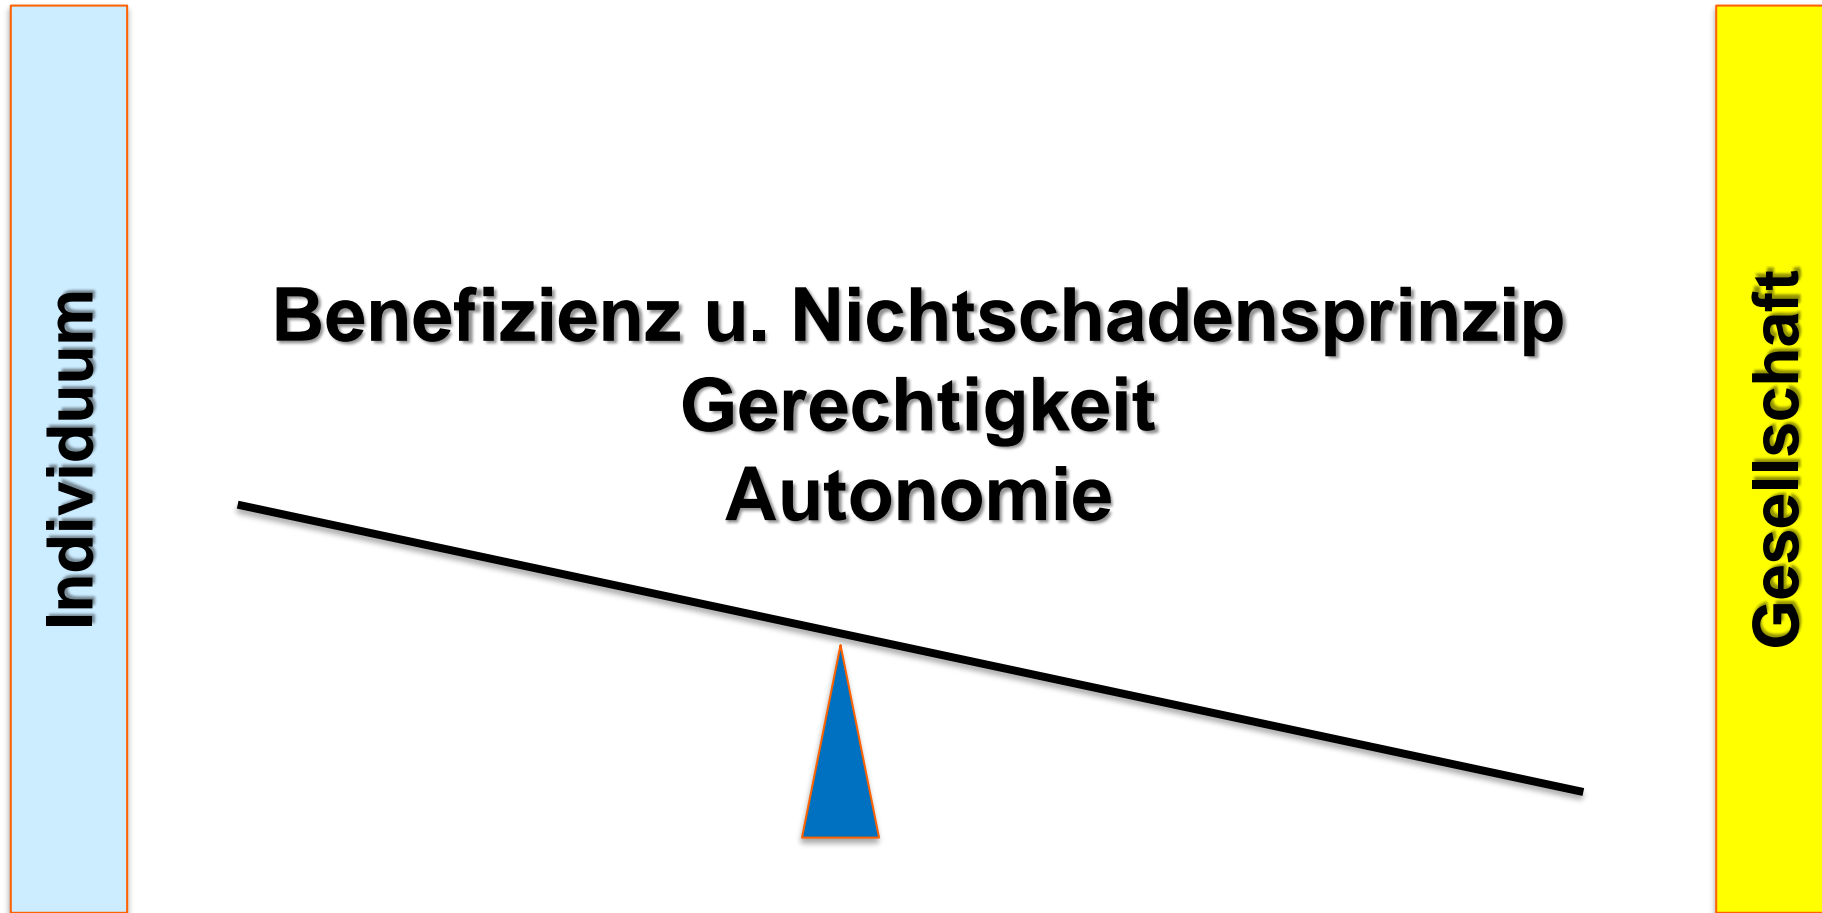 Individuum
Benefizienz u. Nichtschadensprinzip
Gerechtigkeit
Autonomie
Gesellschaft